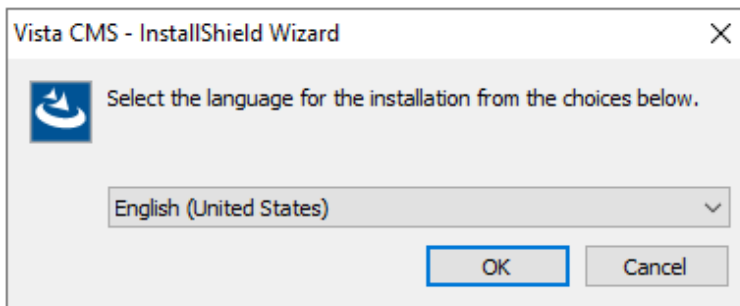 Vista CMS - InstallShield Wizard
Select the language for the installation from the choices below.
English (United States)
OK
Cancel